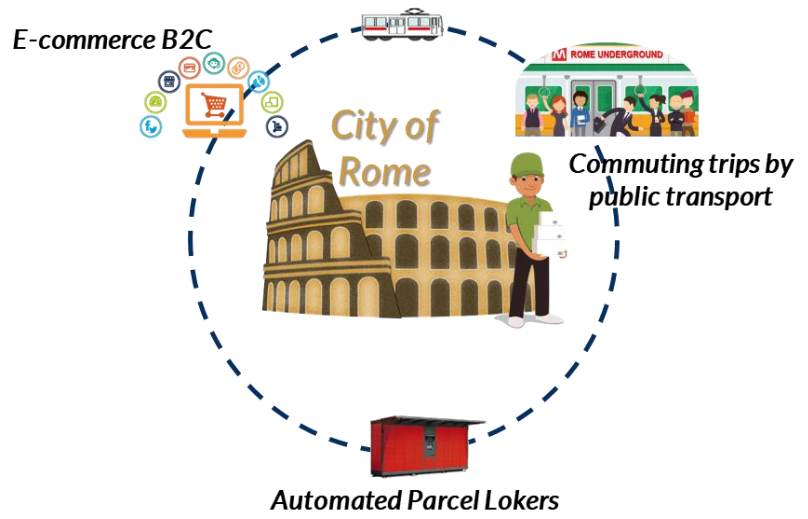 E-commerce B2C
M ROME UNDERGROUND
City of
Rome
Commuting trips by
public transport
Automated Parcel Lokers